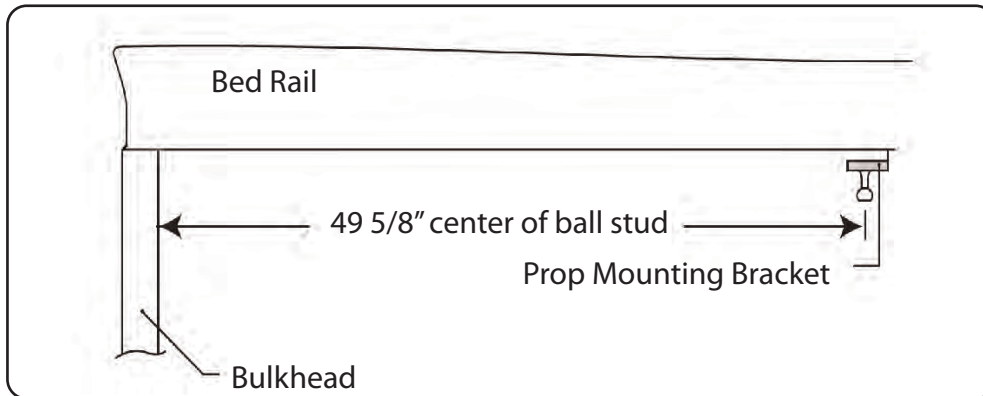 Bed Rail
49 5/8” center of ball stud
Prop Mounting Bracket
Bulkhead